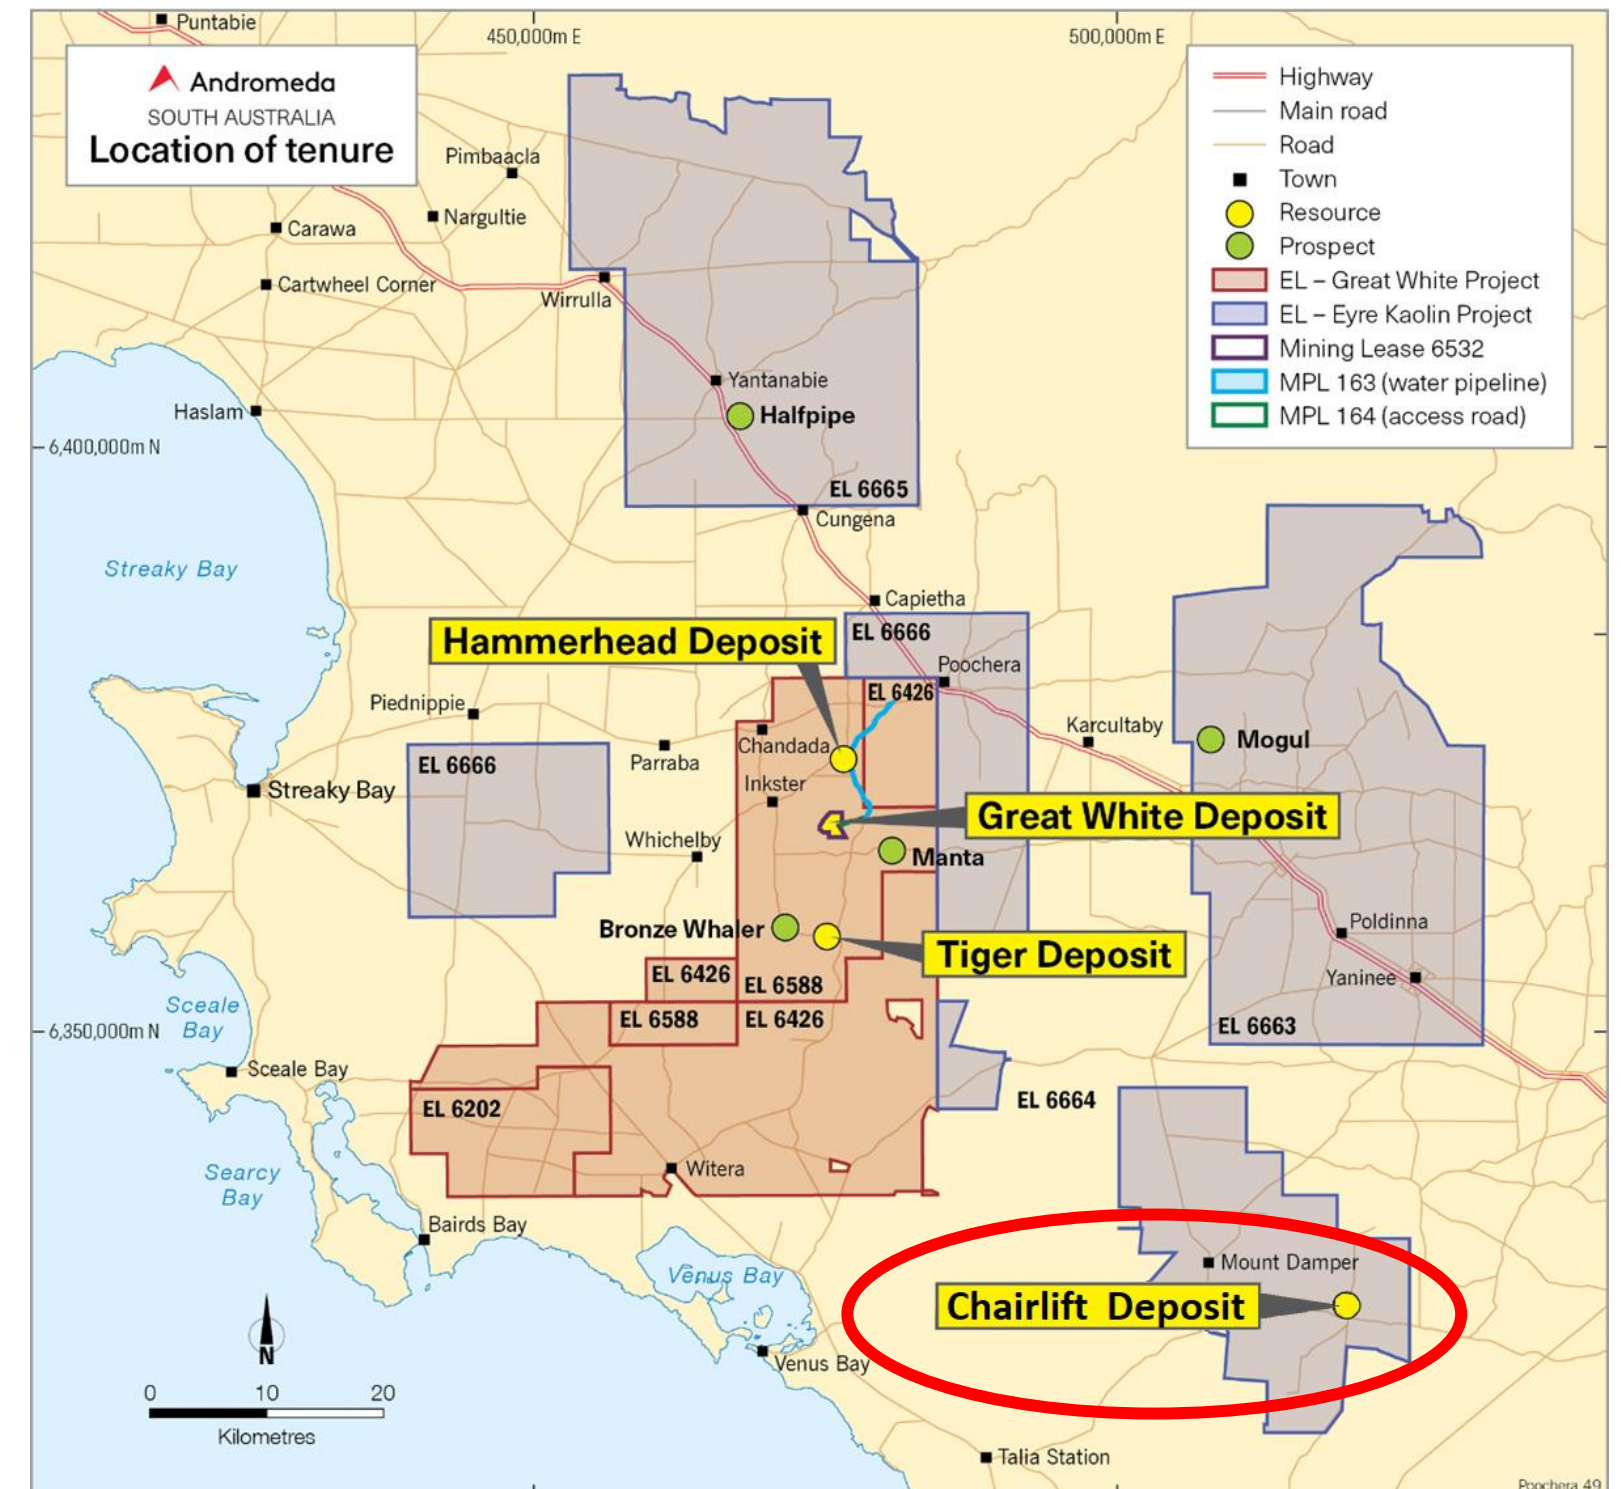 Puntabie
450,000m E
500,000m E
Andromeda
SOUTH AUSTRALIA
Location of tenure
Highway
Main road
Road
Town
Resource
Prospect
EL – Great White Project
EL – Eyre Kaolin Project
Mining Lease 6532
MPL 163 (water pipeline)
MPL 164 (access road)
Pimbaacla
Nargultie
Carawa
Cartwheel Corner
Wirrulla
Yantanabie
Halfpipe
Haslam
6,400,000m N
EL 6665
Cungena
Streaky Bay
Capietha
Hammerhead Deposit
EL 6666
Poochera
EL 6426
Piednippie
Karcultaby
Mogul
Chandada
Parraba
EL 6666
Inkster
Streaky Bay
Great White Deposit
Whichelby
Manta
Bronze Whaler
Poldinna
Tiger Deposit
EL 6426
EL 6588
Yaninee
Sceale
Bay
EL 6588
EL 6426
EL 6663
6,350,000m N
Sceale Bay
EL 6202
EL 6664
Searcy
Bay
Witera
Bairds Bay
Mount Damper
Venus Bay
Chairlift Deposit
N
Venus Bay
0 10 20
Kilometres
Talia Station
Poochera 49